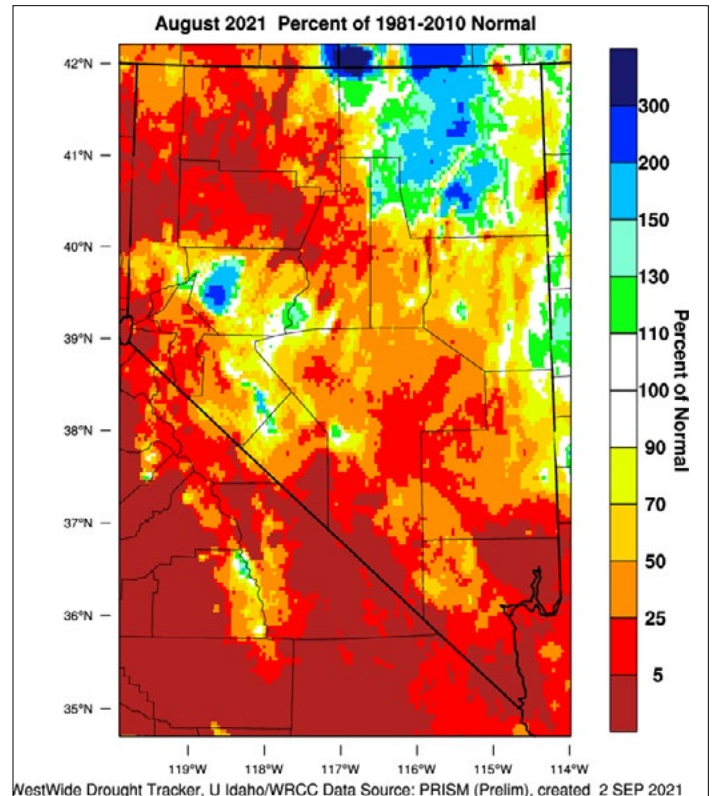 August 2021 Percent of 1981-2010 Normal
42°N
41°N
40°N
39°N
38°N
37°N
36°N
35°N
119°W 118°W 117°W 116°W 115°W 114°W
300
200
150
130
110
100
90
70
50
25
5
Percent of Normal
WestWide Drought Tracker, U Idaho/WRCC Data Source: PRISM (Prelim), created 2 SEP 2021